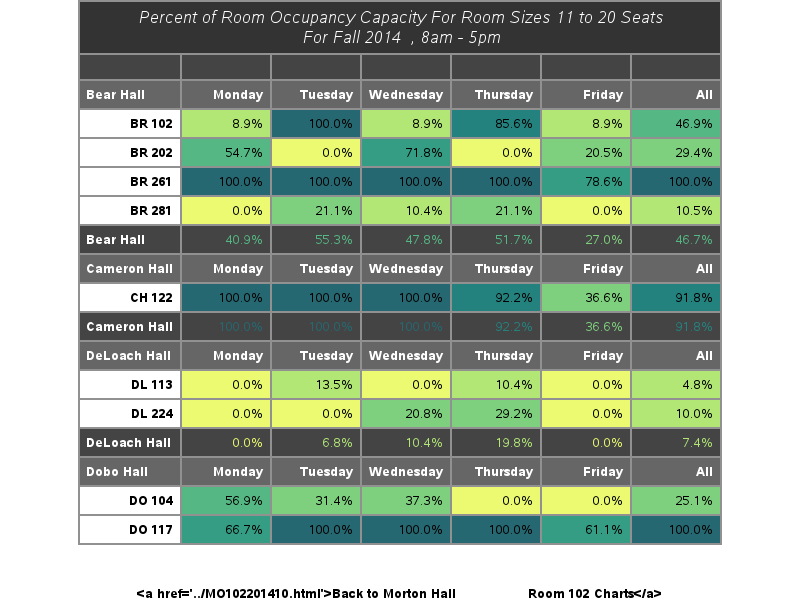 Percent of Room Occupancy Capacity For Room Sizes 11 to 20 Seats
For Fall 2014 , 8am - 5pm
Bear Hall Monday Tuesday Wednesday Thursday Friday All
BR 102 8.9% 100.0% 8.9% 85.6% 8.9% 46.9%
BR 202 54.7% 0.0% 71.8% 0.0% 20.5% 29.4%
BR 261 100.0% 100.0% 100.0% 100.0% 78.6% 100.0%
BR 281 0.0% 21.1% 10.4% 21.1% 0.0% 10.5%
Bear Hall 40.9% 55.3% 47.8% 51.7% 27.0% 46.7%
Cameron Hall Monday Tuesday Wednesday Thursday Friday All
CH 122 100.0% 100.0% 100.0% 92.2% 36.6% 91.8%
Cameron Hall 100.0% 100.0% 100.0% 92.2% 36.6% 91.8%
DeLoach Hall Monday Tuesday Wednesday Thursday Friday All
DL 113 0.0% 13.5% 0.0% 10.4% 0.0% 4.8%
DL 224 0.0% 0.0% 20.8% 29.2% 0.0% 10.0%
DeLoach Hall 0.0% 6.8% 10.4% 19.8% 0.0% 7.4%
Dobo Hall Monday Tuesday Wednesday Thursday Friday All
DO 104 56.9% 31.4% 37.3% 0.0% 0.0% 25.1%
DO 117 66.7% 100.0% 100.0% 100.0% 61.1% 100.0%
<a href='../MO102201410.html'>Back to Morton Hall Room 102 Charts</a>